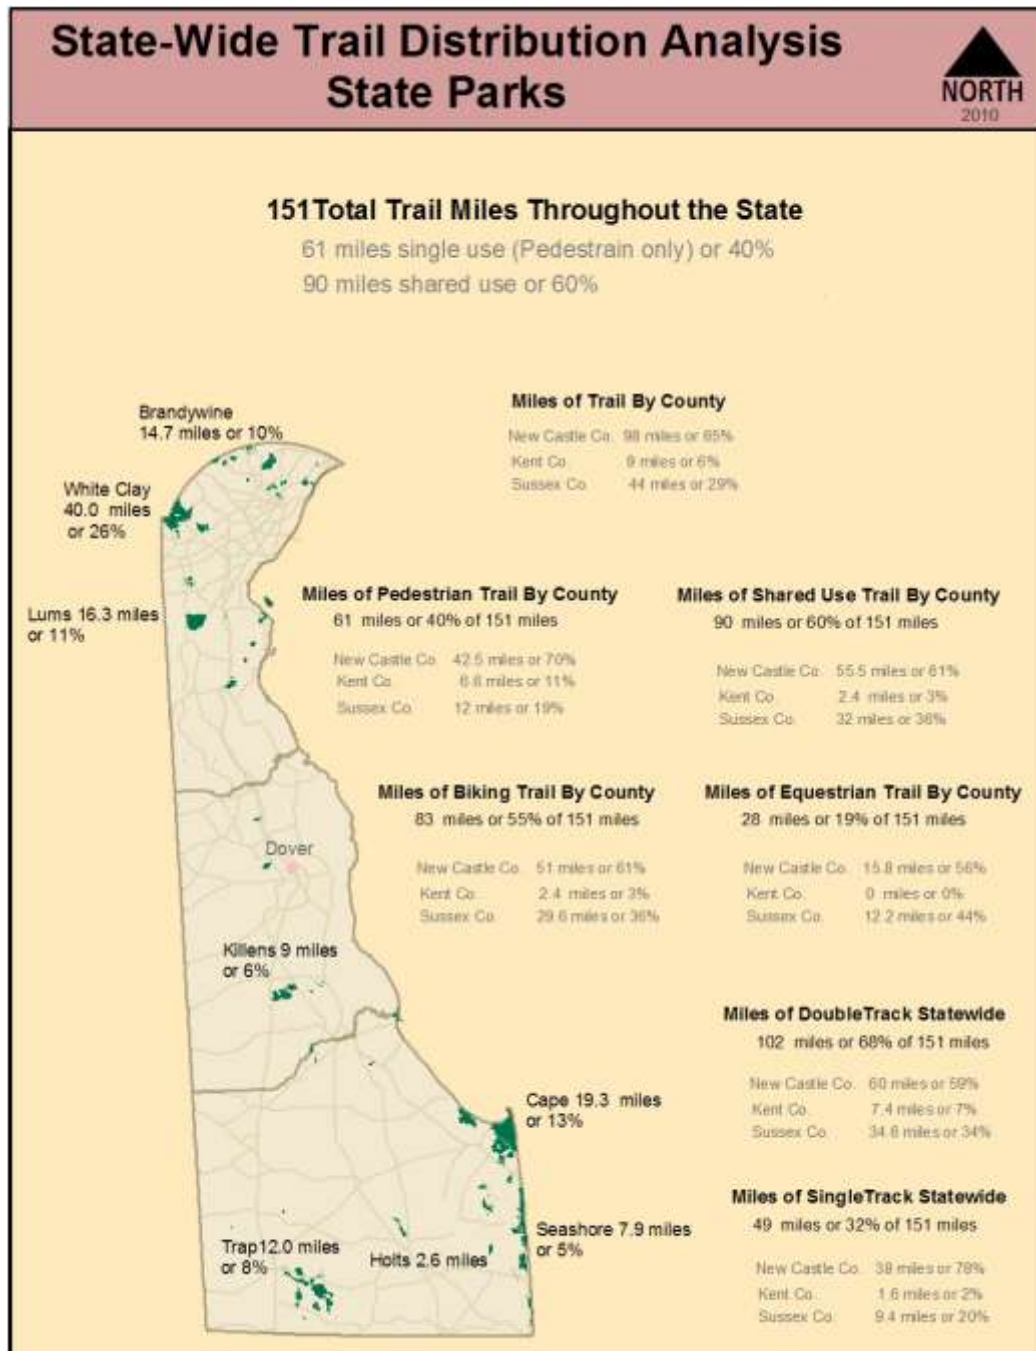 State-Wide Trail Distribution Analysis
State Parks
NORTH
2010
151Total Trail Miles Throughout the State
61 miles single use (Pedestrain only) or 40%
90 miles shared use or 60%
Brandywine
14.7 miles or 10%
White Clay
40.0 miles
or 26%
Lums 16.3 miles
or 11%
Miles of Trail By County
New Castle Co. 98 miles or 65%
Kent Co. 9 miles or 6%
Sussex Co. 44 miles or 29%
Miles of Pedestrian Trail By County
61 miles or 40% of 151 miles
New Castle Co. 42.5 miles or 70%
Kent Co. 6.6 miles or 11%
Sussex Co. 12 miles or 19%
Miles of Shared Use Trail By County
90 miles or 60% of 151 miles
New Castle Co. 55.5 miles or 61%
Kent Co. 2.4 miles or 3%
Sussex Co. 32 miles or 36%
Miles of Biking Trail By County
83 miles or 55% of 151 miles
New Castle Co. 51 miles or 61%
Kent Co. 2.4 miles or 3%
Sussex Co. 29.6 miles or 36%
Miles of Equestrian Trail By County
28 miles or 19% of 151 miles
New Castle Co. 15.8 miles or 56%
Kent Co. 0 miles or 0%
Sussex Co. 12.2 miles or 44%
Dover
Killens 9 miles
or 6%
Miles of DoubleTrack Statewide
102 miles or 68% of 151 miles
New Castle Co. 60 miles or 59%
Kent Co. 7.4 miles or 7%
Sussex Co. 34.6 miles or 34%
Cape 19.3 miles
or 13%
Miles of SingleTrack Statewide
49 miles or 32% of 151 miles
New Castle Co. 38 miles or 78%
Kent Co. 1.6 miles or 2%
Sussex Co. 9.4 miles or 20%
Seashore 7.9 miles
or 5%
Trap12.0 miles
or 8%
Holts 2.6 miles